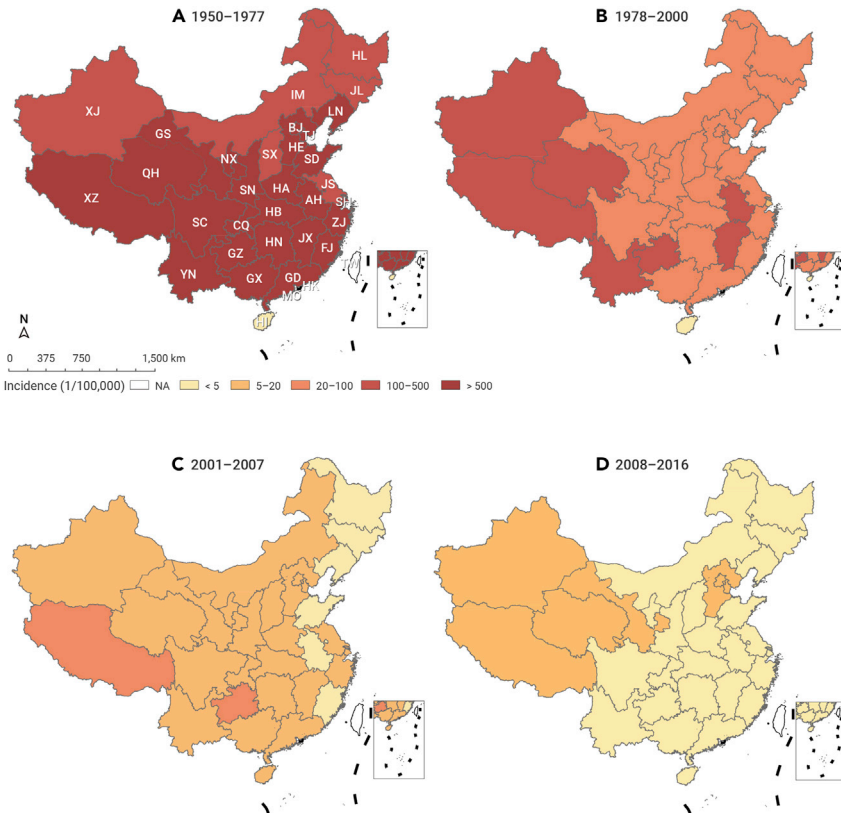 A 1950–1977
B 1978–2000
HL
JL
IM
XJ
LN
BJ
TJ
GS
HE
SX
NX
SD
QH
SN
HA
JS
XZ
AH
SH
HB
SC
CQ
ZJ
HN
JX
GZ
FJ
YN
GX
GD
TW
HK
MO
HI
N
0 375 750 1,500 km
Incidence (1/100,000) NA < 5 5–20 20–100 100–500 > 500
C 2001–2007
D 2008–2016